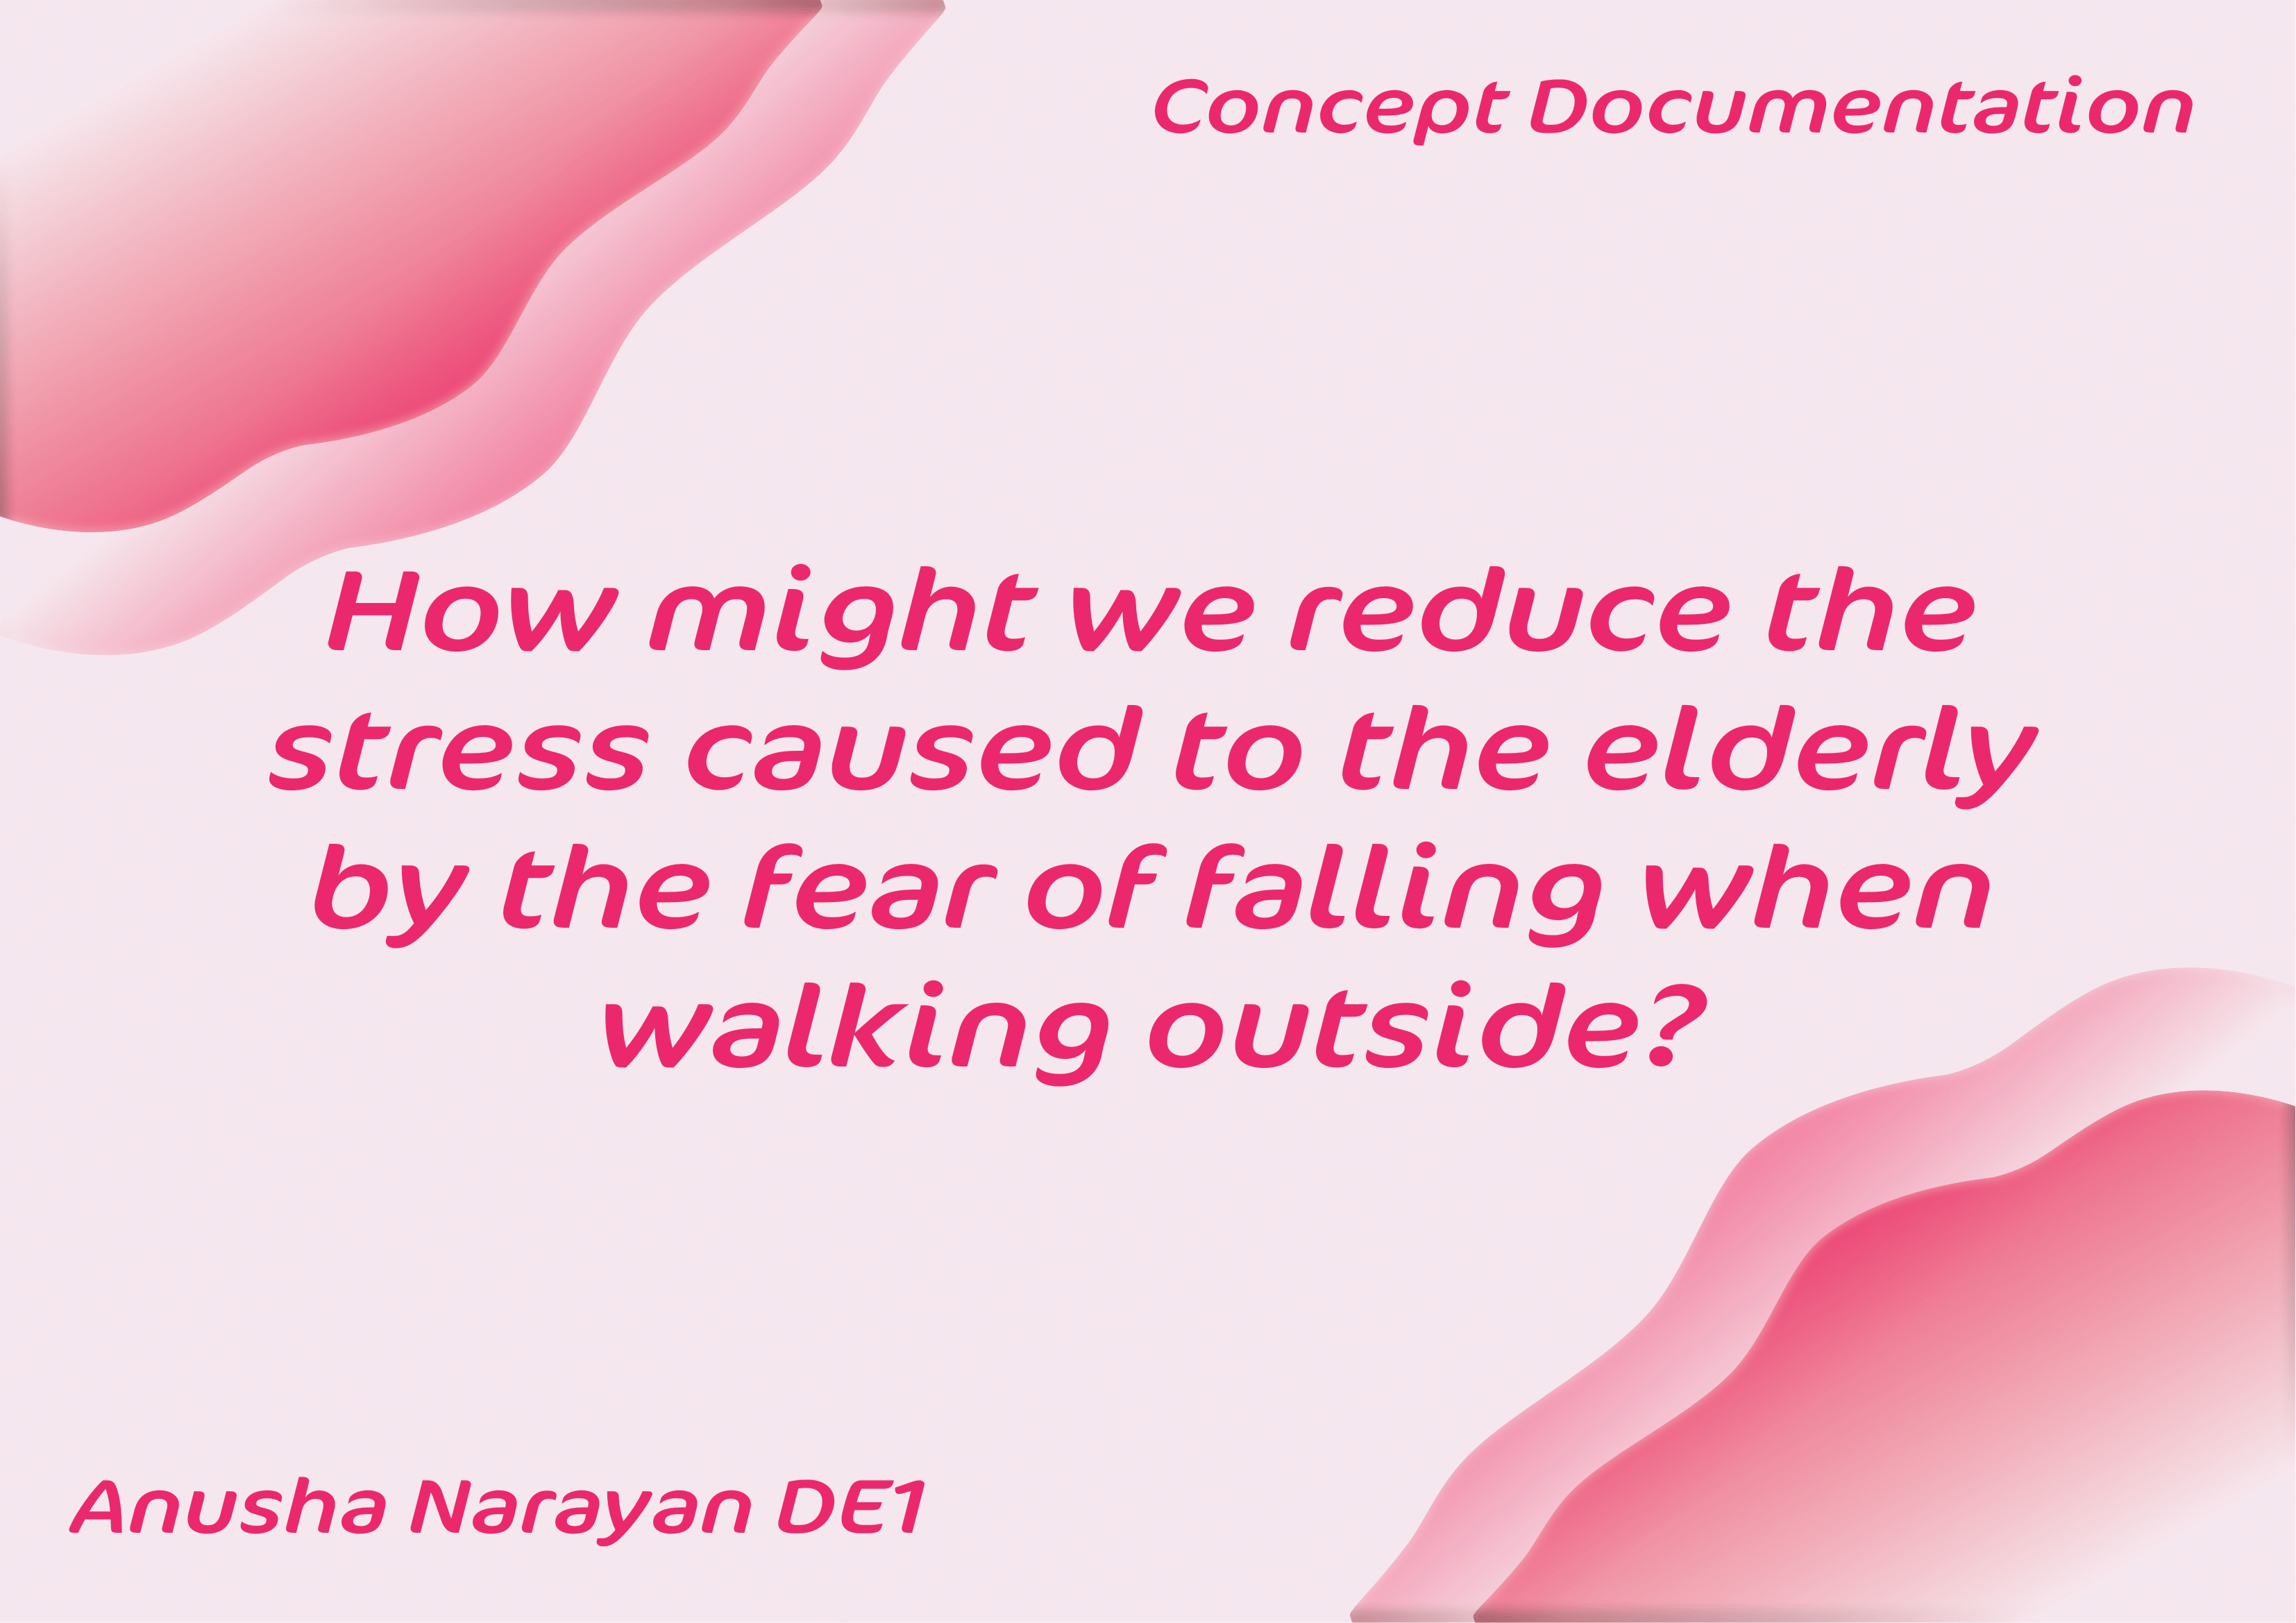 Concept Documentation
How might we reduce the
stress caused to the elderly
by the fear of falling when
walking outside?
Anusha Narayan DE1